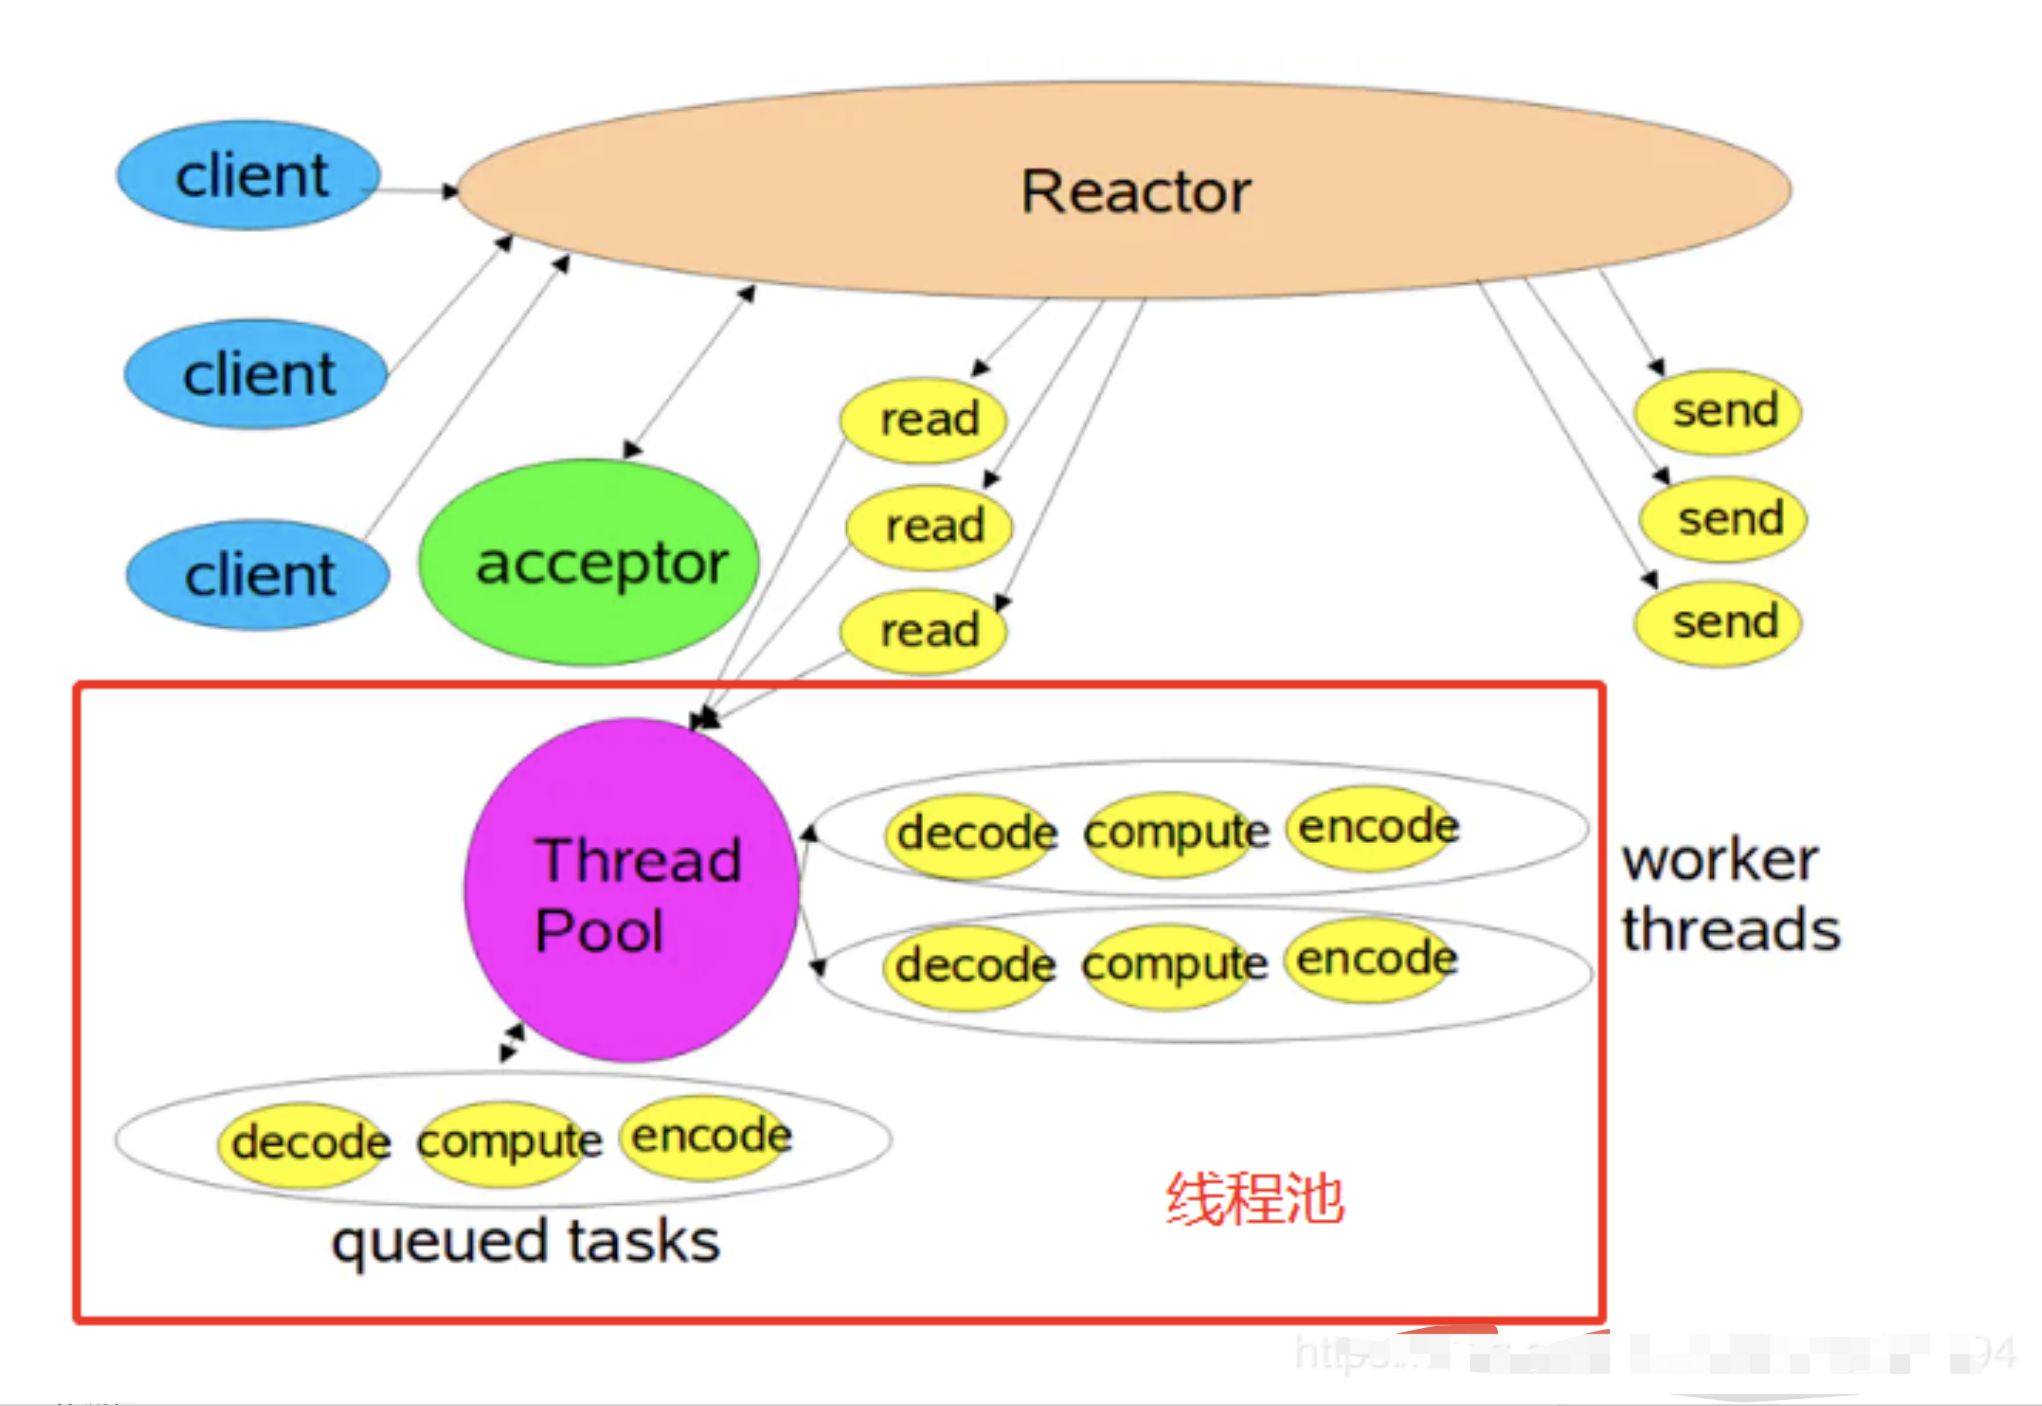 client
Reactor
client
client
acceptor
read
read
read
send
send
send
Thread
Pool
decode compute encode
decode compute encode
worker
threads
decode compute encode
queued tasks
线程池